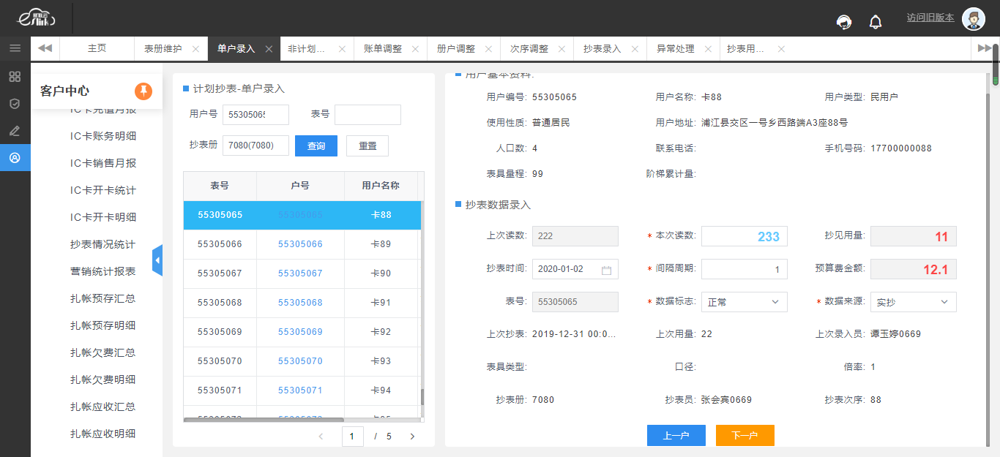 访问旧版本
主页 表册维护 单户录入 非计划... 账单调整 册户调整 次序调整 抄表录入 异常处理 抄表用...
客户中心
IC卡充值月报
IC卡账务明细
IC卡销售月报
IC卡开卡统计
IC卡开卡明细
抄表情况统计
营销统计报表
扎帐预存汇总
扎帐预存明细
扎帐欠费汇总
扎帐欠费明细
扎帐应收汇总
扎帐应收明细
计划抄表-单户录入
用户号 55305065 表号
抄表册 7080(7080) 查询 重置
表号 户号 用户名称
55305065 55305065 卡88
55305066 55305066 卡89
55305067 55305067 卡90
55305068 55305068 卡91
55305069 55305069 卡92
55305070 55305070 卡93
55305071 55305071 卡94
1 / 5
用户基本资料:
用户编号: 55305065 用户名称: 卡88 用户类型: 民用户
使用性质: 普通居民 用户地址: 浦江县交区一号乡西路端A3座88号
人口数: 4 联系电话: 手机号码: 17700000088
表具量程: 99 阶梯累计量:
抄表数据录入
上次读数: 222 * 本次读数: 233 抄见用量: 11
抄表时间: 2020-01-02 * 间隔周期: 1 预算费金额: 12.1
表号: 55305065 * 数据标志: 正常 * 数据来源: 实抄
上次抄表: 2019-12-31 00:0... 上次用量: 22 上次录入员: 谭玉婷0669
表具类型: 口径: 倍率: 1
抄表册: 7080 抄表员: 张会宾0669 抄表次序: 88
上一户 下一户